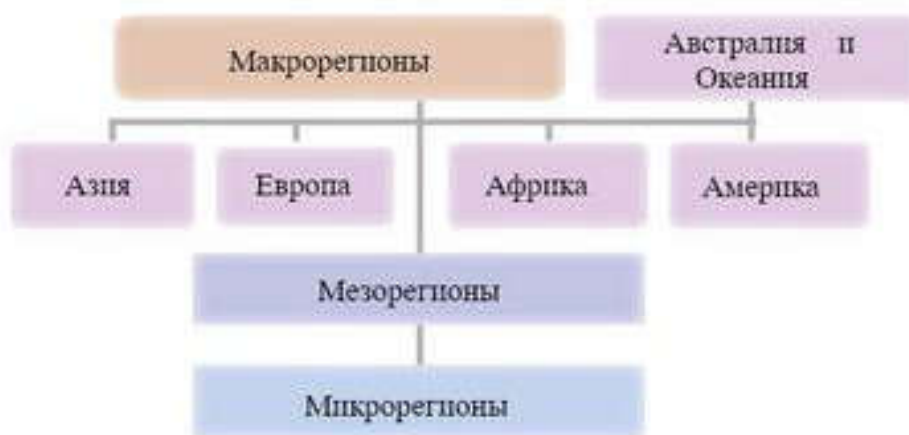 Макрорегионы
Австралия и
Океания
Азия
Европа
Африка
Америка
Мезорегионы
Микрорегионы